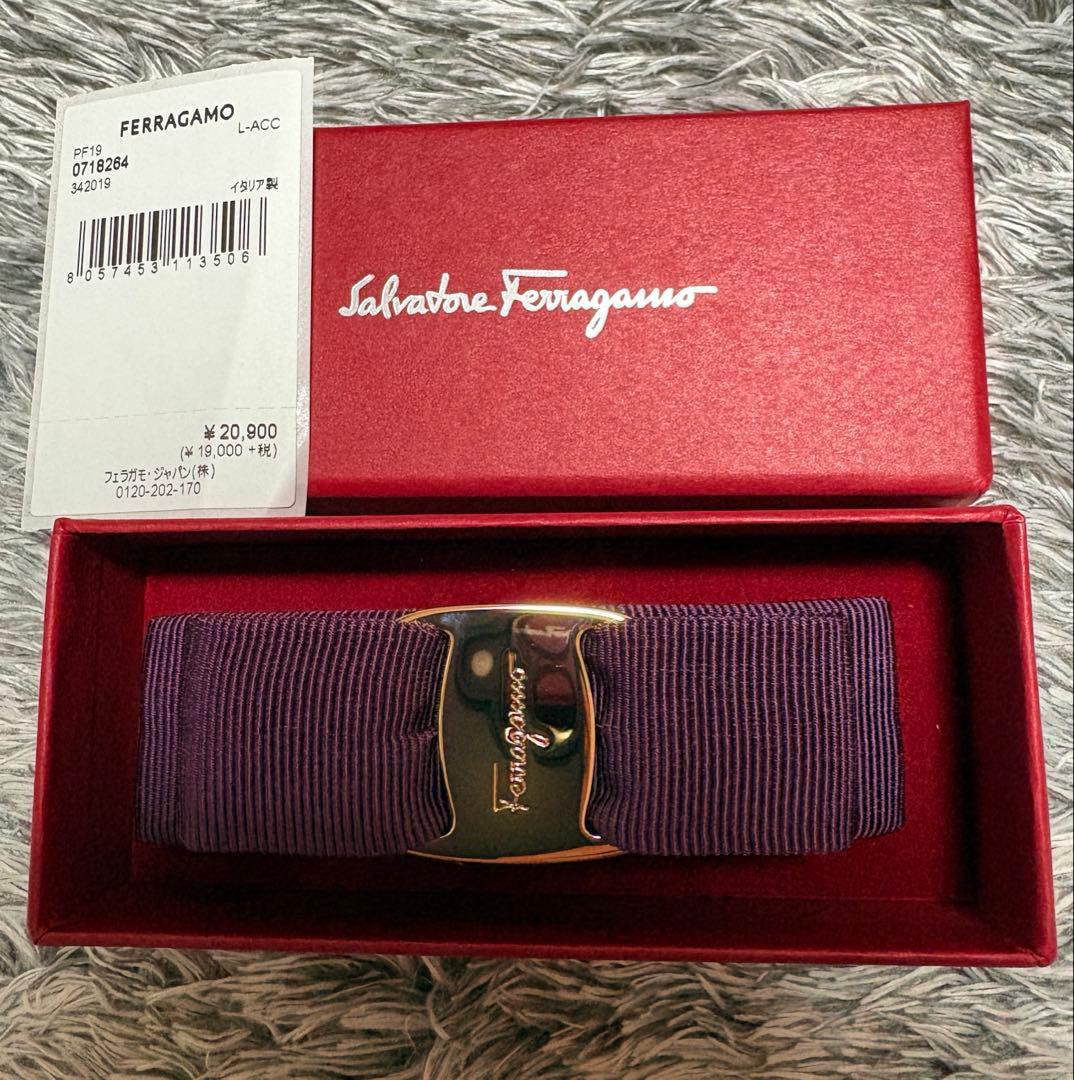 FERRAGAMO
L-ACC
PF19
0718264
342019
イタリア製
8 057453 113506
¥20,900
(¥ 19,000 +税)
フェラガモ・ジャパン(株)
0120-202-170
Salvatore Ferragamo
Ferragamo